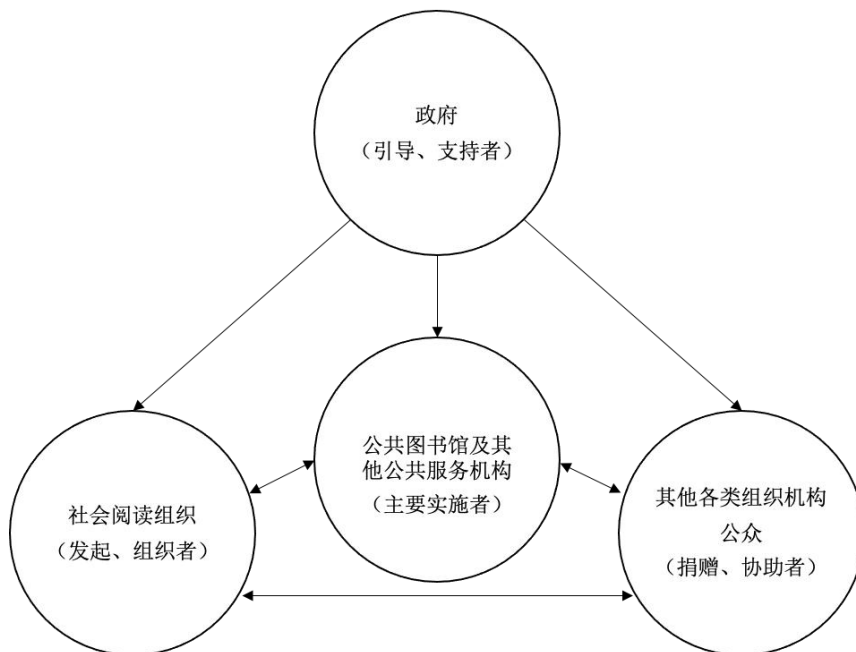 政府
（引导、支持者）
公共图书馆及其
他公共服务机构
（主要实施者）
社会阅读组织
（发起、组织者）
其他各类组织机构
公众
（捐赠、协助者）